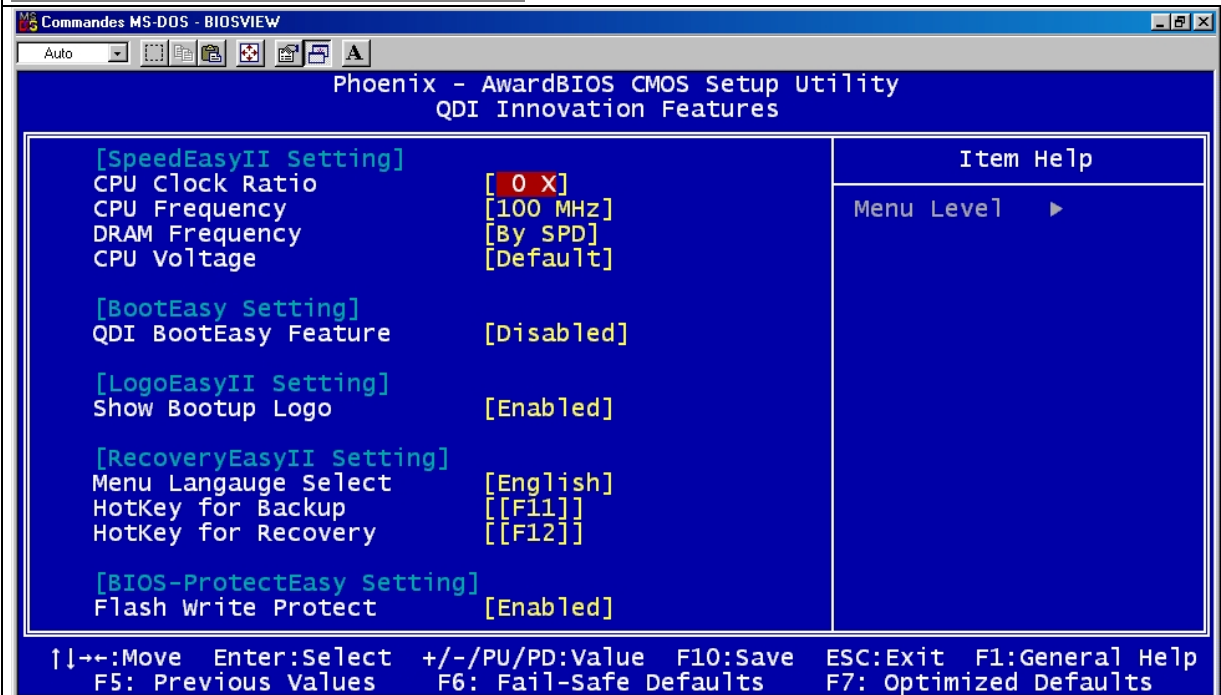 Commandes MS-DOS - BIOSVIEW
Auto
A
Phoenix - AwardBIOS CMOS Setup Utility
QDI Innovation Features
[SpeedEasyII Setting]
CPU Clock Ratio [ 0 X]
CPU Frequency [100 MHz]
DRAM Frequency [By SPD]
CPU Voltage [Default]
[BootEasy Setting]
QDI BootEasy Feature [Disabled]
[LogoEasyII Setting]
Show Bootup Logo [Enabled]
[RecoveryEasyII Setting]
Menu Langauge Select [English]
HotKey for Backup [[F11]]
HotKey for Recovery [[F12]]
[BIOS-ProtectEasy Setting]
Flash Write Protect [Enabled]
Item Help
Menu Level ►
↑↓→←:Move Enter:Select +/-/PU/PD:Value F10:Save ESC:Exit F1:General Help
F5: Previous Values F6: Fail-Safe Defaults F7: Optimized Defaults